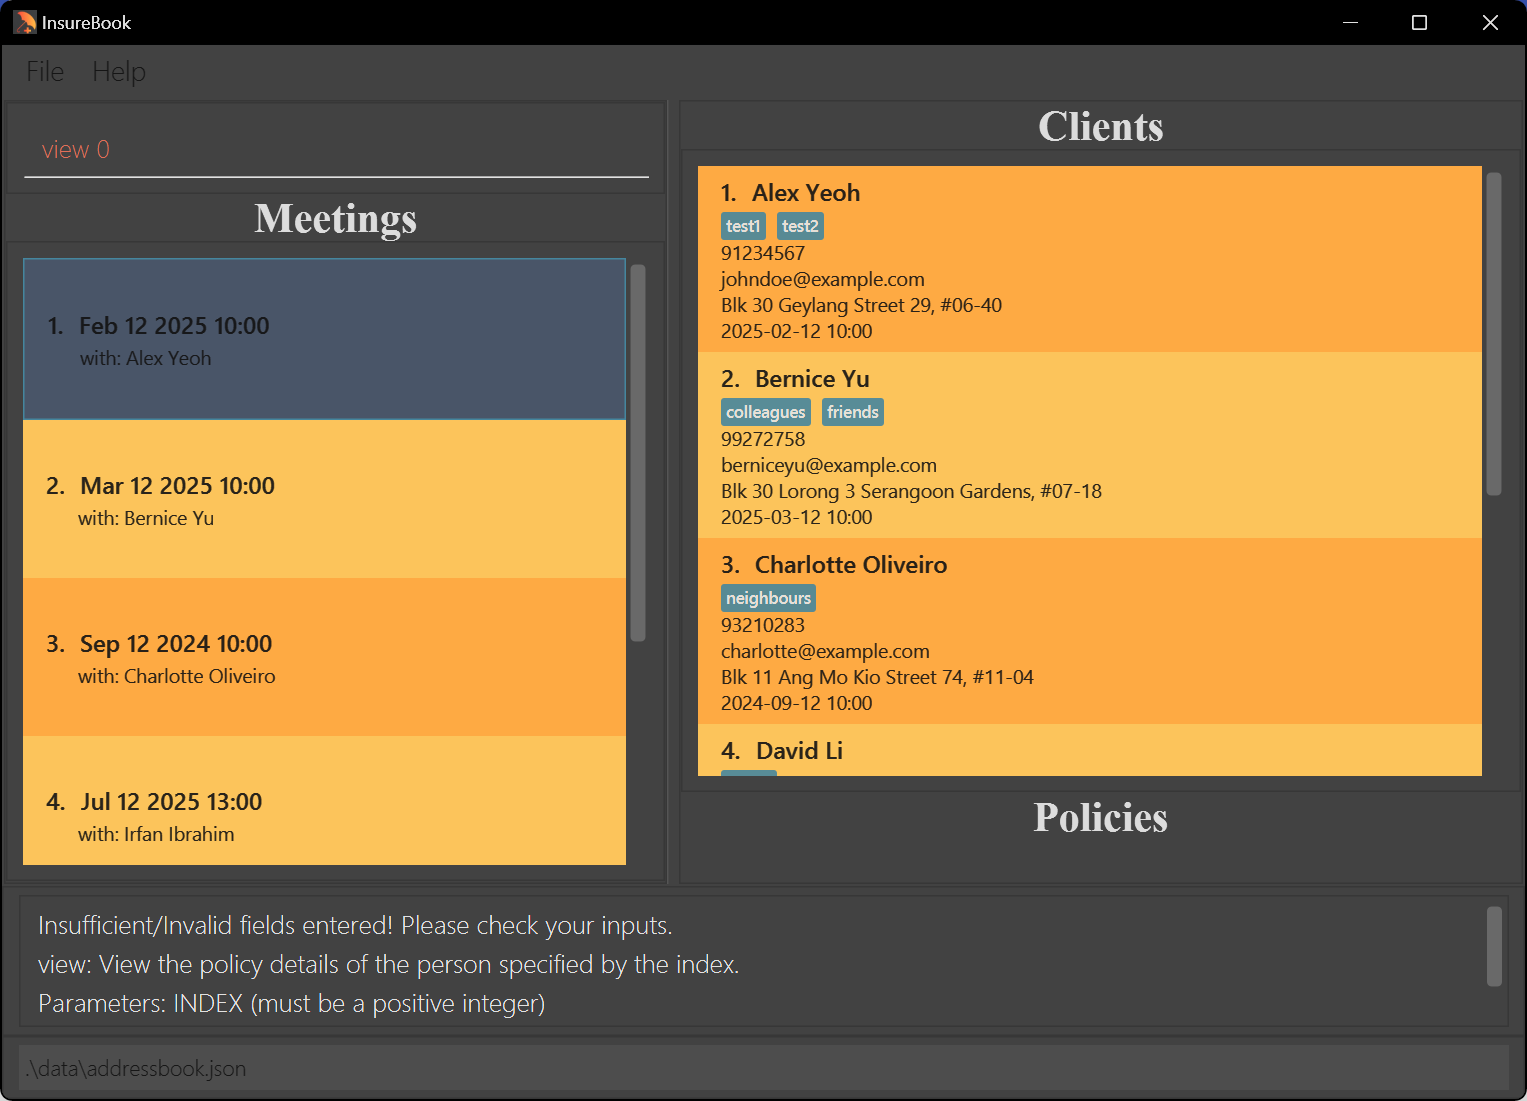 InsureBook
File Help
view 0
Meetings
1. Feb 12 2025 10:00
with: Alex Yeoh
2. Mar 12 2025 10:00
with: Bernice Yu
3. Sep 12 2024 10:00
with: Charlotte Oliveiro
4. Jul 12 2025 13:00
with: Irfan Ibrahim
Clients
1. Alex Yeoh
test1 test2
91234567
johndoe@example.com
Blk 30 Geylang Street 29, #06-40
2025-02-12 10:00
2. Bernice Yu
colleagues friends
99272758
berniceyu@example.com
Blk 30 Lorong 3 Serangoon Gardens, #07-18
2025-03-12 10:00
3. Charlotte Oliveiro
neighbours
93210283
charlotte@example.com
Blk 11 Ang Mo Kio Street 74, #11-04
2024-09-12 10:00
4. David Li
Policies
Insufficient/Invalid fields entered! Please check your inputs.
view: View the policy details of the person specified by the index.
Parameters: INDEX (must be a positive integer)
.\data\addressbook.json